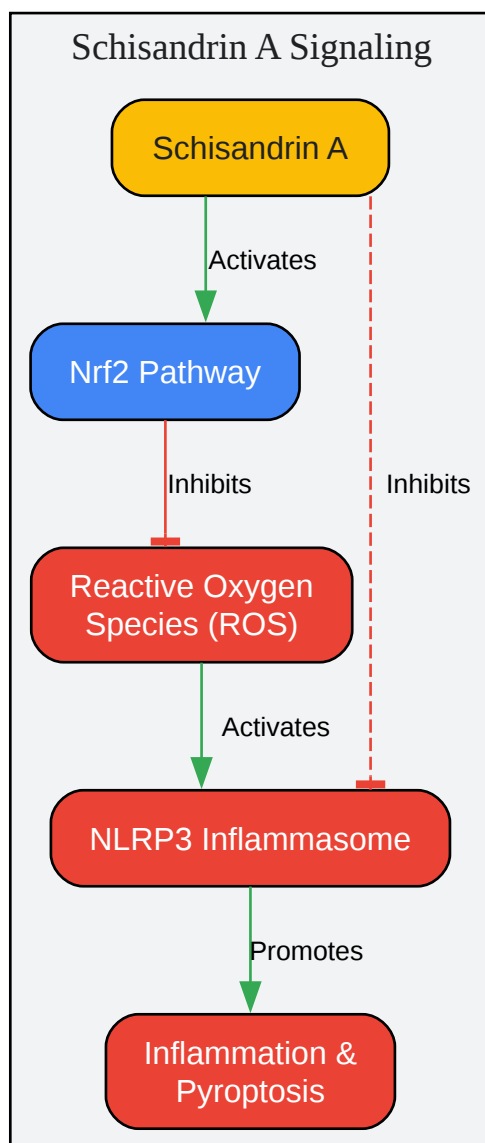 Schisandrin A Signaling
Schisandrin A
Activates
Nrf2 Pathway
Inhibits
Inhibits
Reactive Oxygen
Species (ROS)
Activates
NLRP3 Inflammasome
Promotes
Inflammation &
Pyroptosis